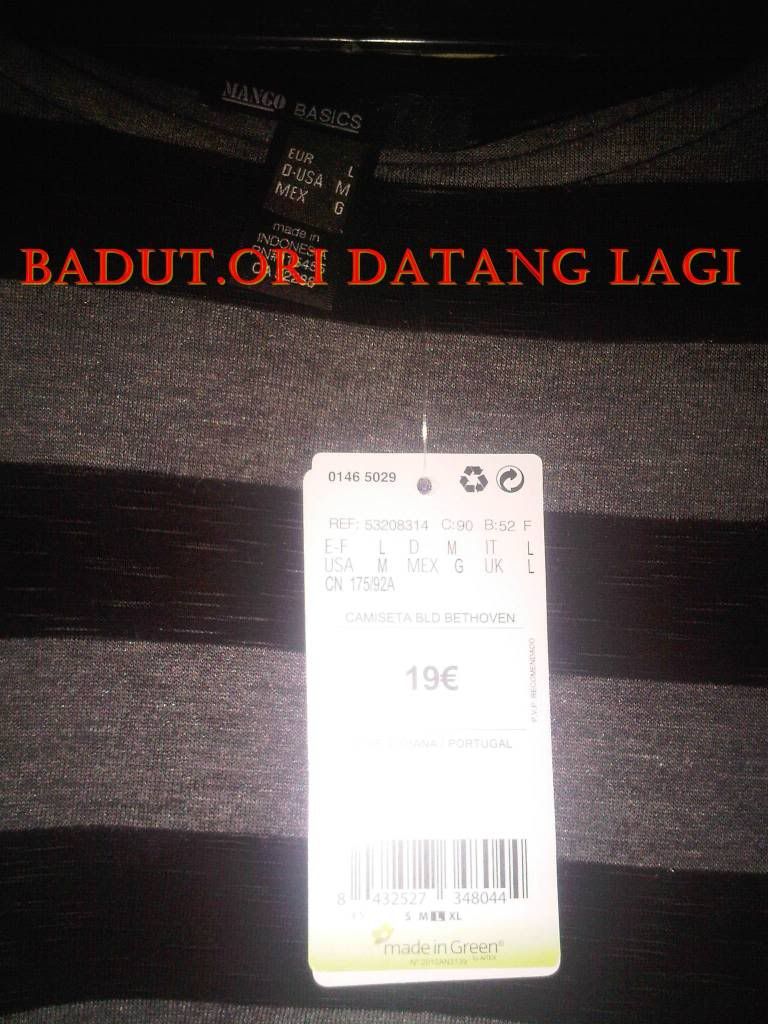 MANGO BASICS
EUR L
D-USA M
MEX G
made in
INDONESIA
BADUT.ORI DATANG LAGI
0146 5029
REF: 53208314 C:90 B:52 F
E-F L D M IT L
USA M MEX G UK L
CN 175/92A
CAMISETA BLD BETHOVEN
19€
P.V.P. RECOMENDADO
/ PORTUGAL
8 432527 348044
S M L XL
made in Green®